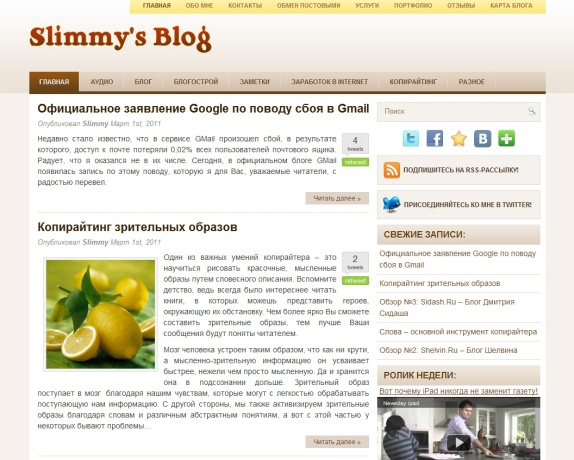 ГЛАВНАЯ ОБО МНЕ КОНТАКТЫ ОБМЕН ПОСТОВЫМИ УСЛУГИ ПОРТФОЛИО ОТЗЫВЫ КАРТА БЛОГА
Slimmy's Blog
ГЛАВНАЯ АУДИО БЛОГ БЛОГОСТРОЙ ЗАМЕТКИ ЗАРАБОТОК В INTERNET КОПИРАЙТИНГ РАЗНОЕ
Официальное заявление Google по поводу сбоя в Gmail
Опубликовал Slimmy Март 1st, 2011
Недавно стало известно, что в сервисе GMail произошел сбой, в результате
которого, доступ к почте потеряли 0,02% всех пользователей почтового ящика.
Радует, что я оказался не в их числе. Сегодня, в официальном блоге GMail
появилась запись по этому поводу, которую я для Вас, уважаемые читатели, с
радостью перевел.
4
tweets
retweet
Читать далее »
Копирайтинг зрительных образов
Опубликовал Slimmy Март 1st, 2011
Один из важных умений копирайтера – это
научиться рисовать красочные, мысленные
образы путем словесного описания. Вспомните
детство, ведь всегда было интереснее читать
книги, в которых можешь представить героев,
окружающую их обстановку. Чем более ярко Вы сможете
составить зрительные образы, тем лучше Ваши
сообщения будут поняты читателем.
2
tweets
retweet
Мозг человека устроен таким образом, что как ни крути,
а мысленно-зрительную информацию он усваивает
быстрее, нежели чем просто мысленную. Да и хранится
она в подсознании дольше. Зрительный образ
поступает в мозг благодаря нашим чувствам, которые могут с легкостью обрабатывать
поступающую нам информацию. С другой стороны, мы также активизируем зрительные
образы благодаря словам и различным абстрактным понятиям, а вот с этой частью у
некоторых бывают проблемы…
Читать далее »
Поиск
ПОДПИШИТЕСЬ НА RSS-РАССЫЛКУ!
ПРИСОЕДИНЯЙТЕСЬ КО МНЕ В TWITTER!
СВЕЖИЕ ЗАПИСИ:
Официальное заявление Google по поводу
сбоя в Gmail
Копирайтинг зрительных образов
Обзор №3: Sidash.Ru – Блог Дмитрия
Сидаша
Слова – основной инструмент копирайтера
Обзор №2: Shelvin.Ru – Блог Шелвина
РОЛИК НЕДЕЛИ:
Вот почему iPad никогда не заменит газету!
Newsday ipad